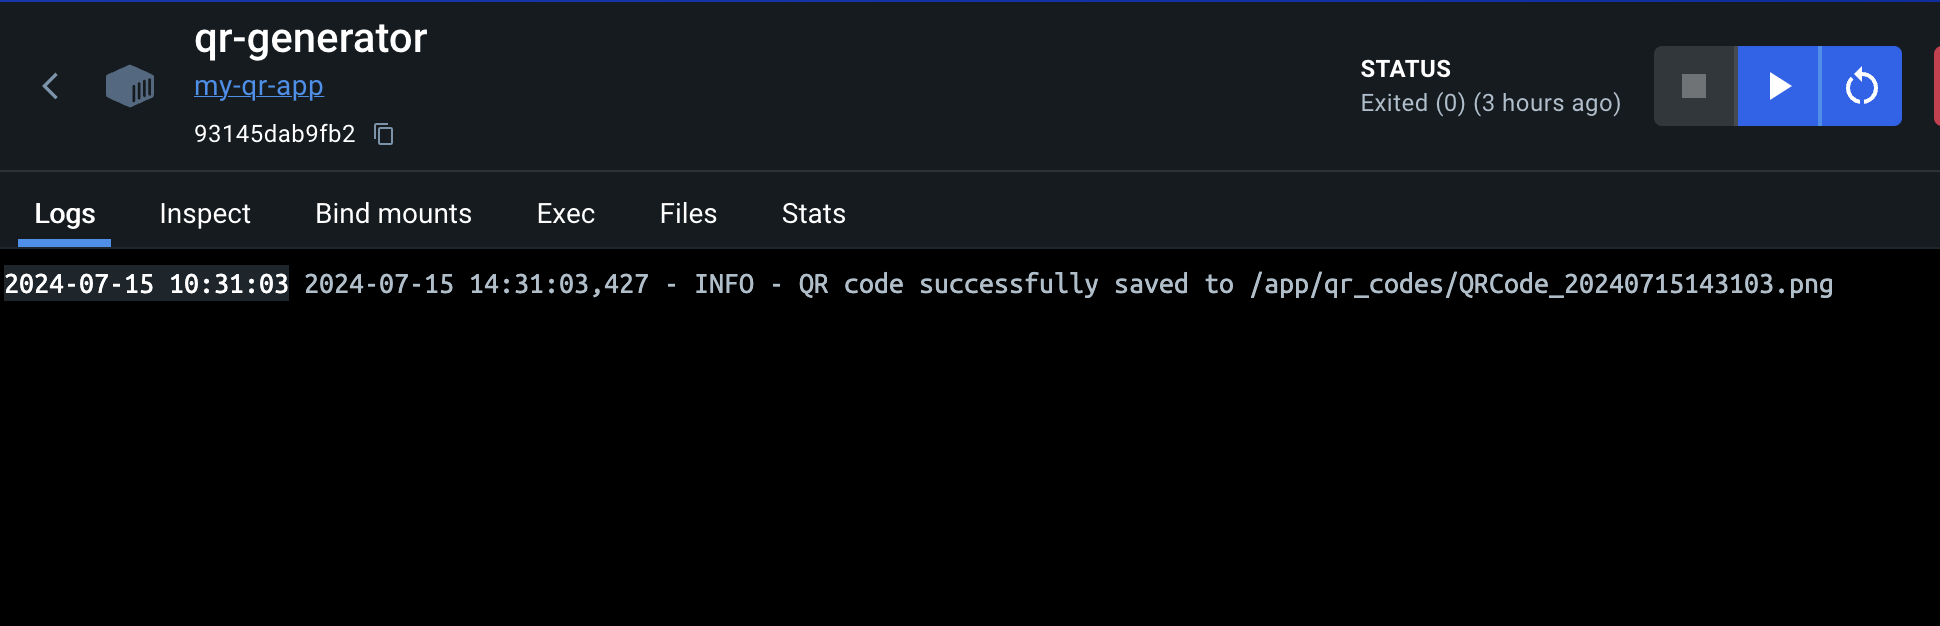 qr-generator
my-qr-app
93145dab9fb2
STATUS
Exited (0) (3 hours ago)
Logs Inspect Bind mounts Exec Files Stats
2024-07-15 10:31:03 2024-07-15 14:31:03,427 - INFO - QR code successfully saved to /app/qr_codes/QRCode_20240715143103.png